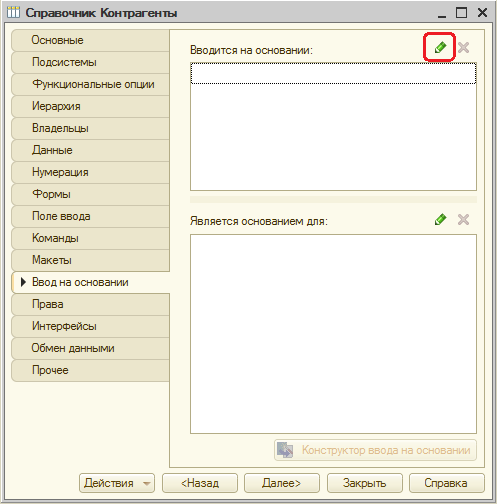 Справочник Контрагенты
Основные
Подсистемы
Функциональные опции
Иерархия
Владельцы
Данные
Нумерация
Формы
Поле ввода
Команды
Макеты
Ввод на основании
Права
Интерфейсы
Обмен данными
Прочее
Вводится на основании:
Является основанием для:
Конструктор ввода на основании
Действия
<Назад
Далее>
Закрыть
Справка